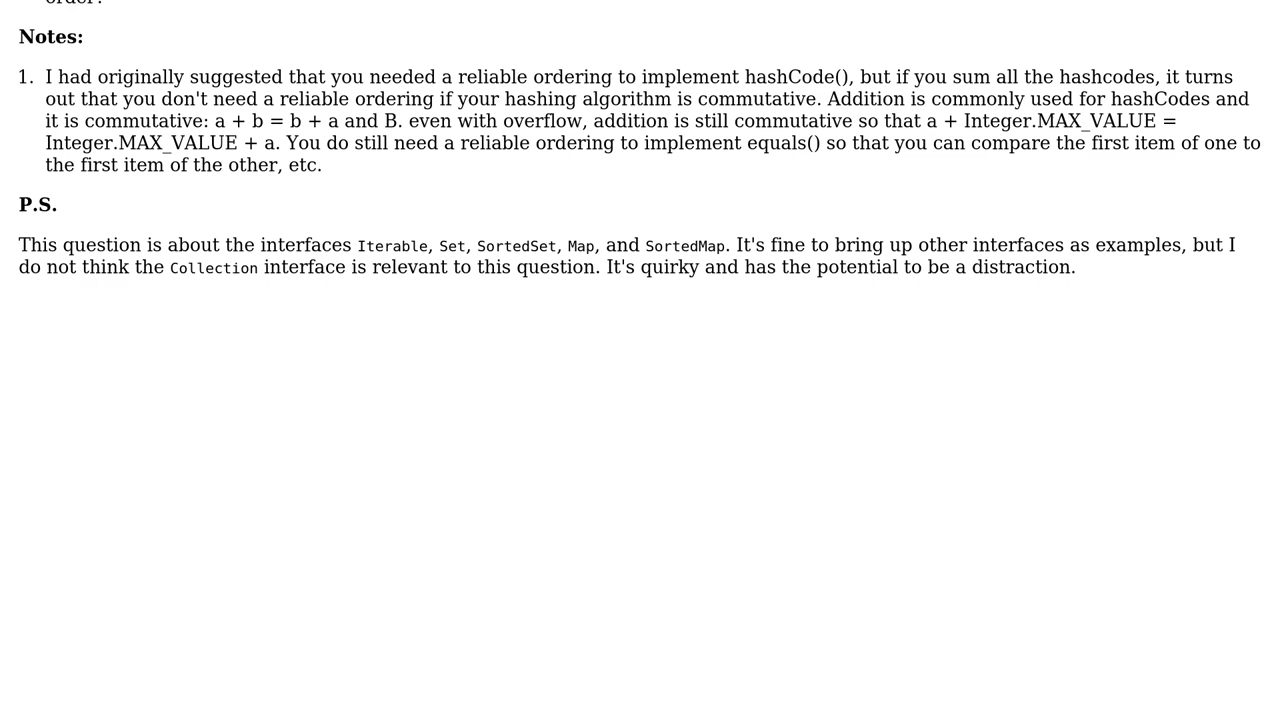 Notes:
1. I had originally suggested that you needed a reliable ordering to implement hashCode(), but if you sum all the hashcodes, it turns
out that you don't need a reliable ordering if your hashing algorithm is commutative. Addition is commonly used for hashCodes and
it is commutative: a + b = b + a and B. even with overflow, addition is still commutative so that a + Integer.MAX_VALUE =
Integer.MAX_VALUE + a. You do still need a reliable ordering to implement equals() so that you can compare the first item of one to
the first item of the other, etc.
P.S.
This question is about the interfaces Iterable, Set, SortedSet, Map, and SortedMap. It's fine to bring up other interfaces as examples, but I
do not think the Collection interface is relevant to this question. It's quirky and has the potential to be a distraction.